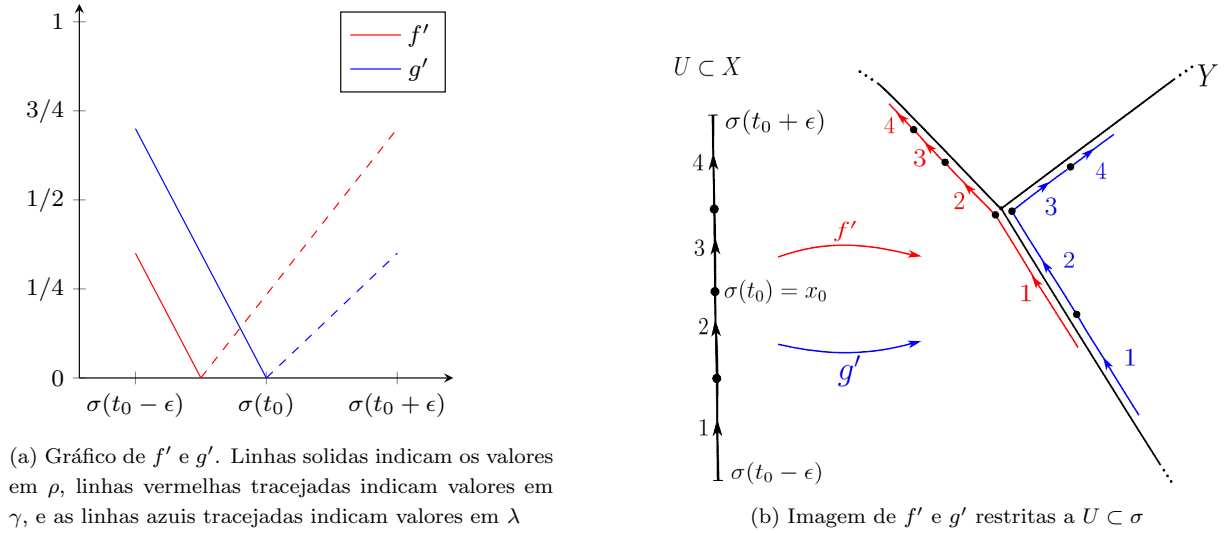 1
3/4
1/2
1/4
0
f′
g′
σ(t₀ − ϵ)
σ(t₀)
σ(t₀ + ϵ)
(a) Gráfico de f′ e g′. Linhas solidas indicam os valores
em ρ, linhas vermelhas tracejadas indicam valores em
γ, e as linhas azuis tracejadas indicam valores em λ
U ⊂ X
σ(t₀ + ϵ)
4
3
σ(t₀) = x₀
2
1
σ(t₀ − ϵ)
f′
g′
Y
4
3
2
1
4
3
2
1
(b) Imagem de f′ e g′ restritas a U ⊂ σ